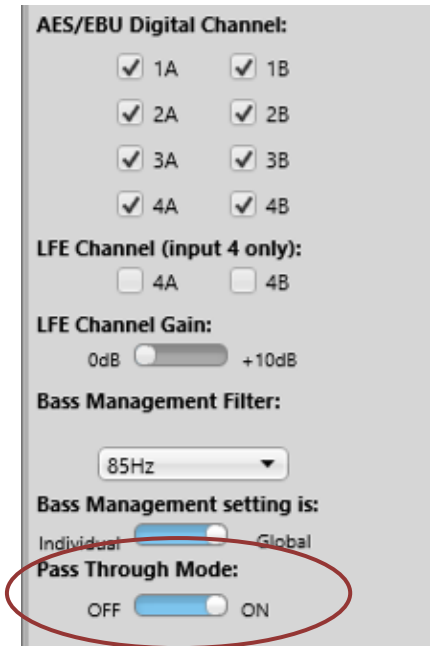 AES/EBU Digital Channel:
1A 1B
2A 2B
3A 3B
4A 4B
LFE Channel (input 4 only):
4A 4B
LFE Channel Gain:
0dB +10dB
Bass Management Filter:
85Hz
Bass Management setting is:
Individual Global
Pass Through Mode:
OFF ON